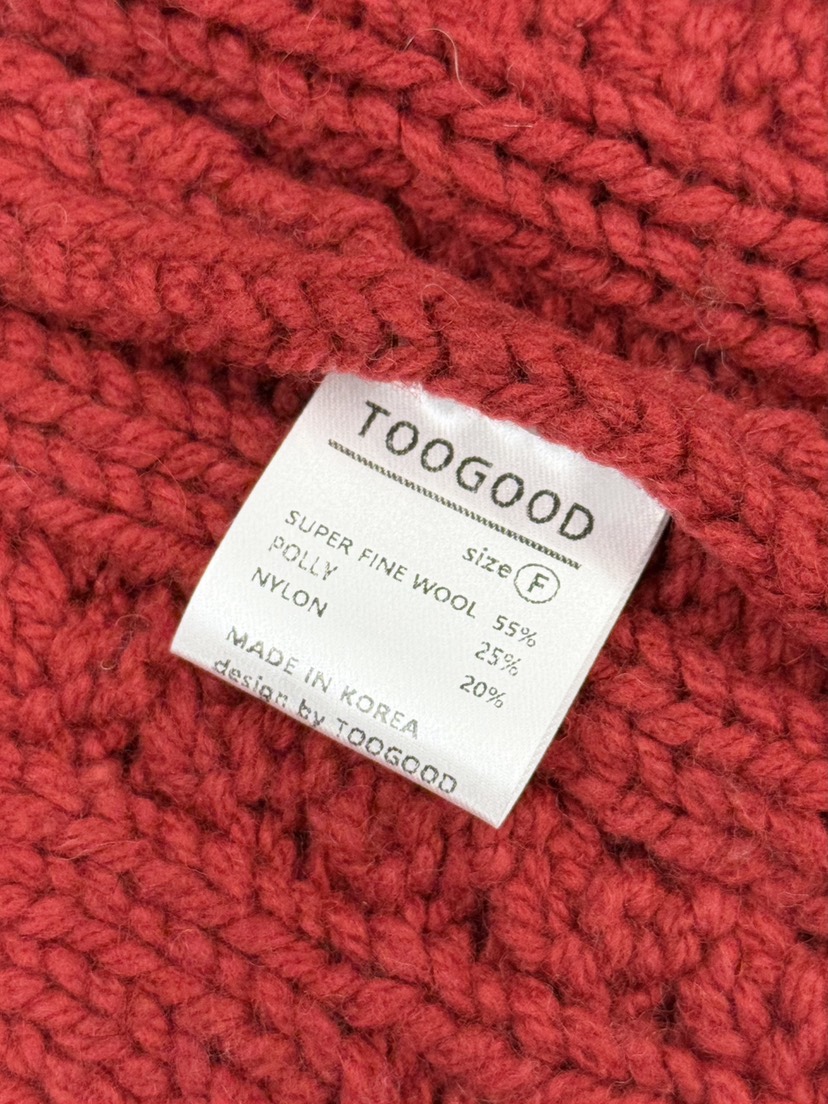 TOOGOOD
size F
SUPER FINE WOOL 55%
POLLY 25%
NYLON 20%
MADE IN KOREA
design by TOOGOOD